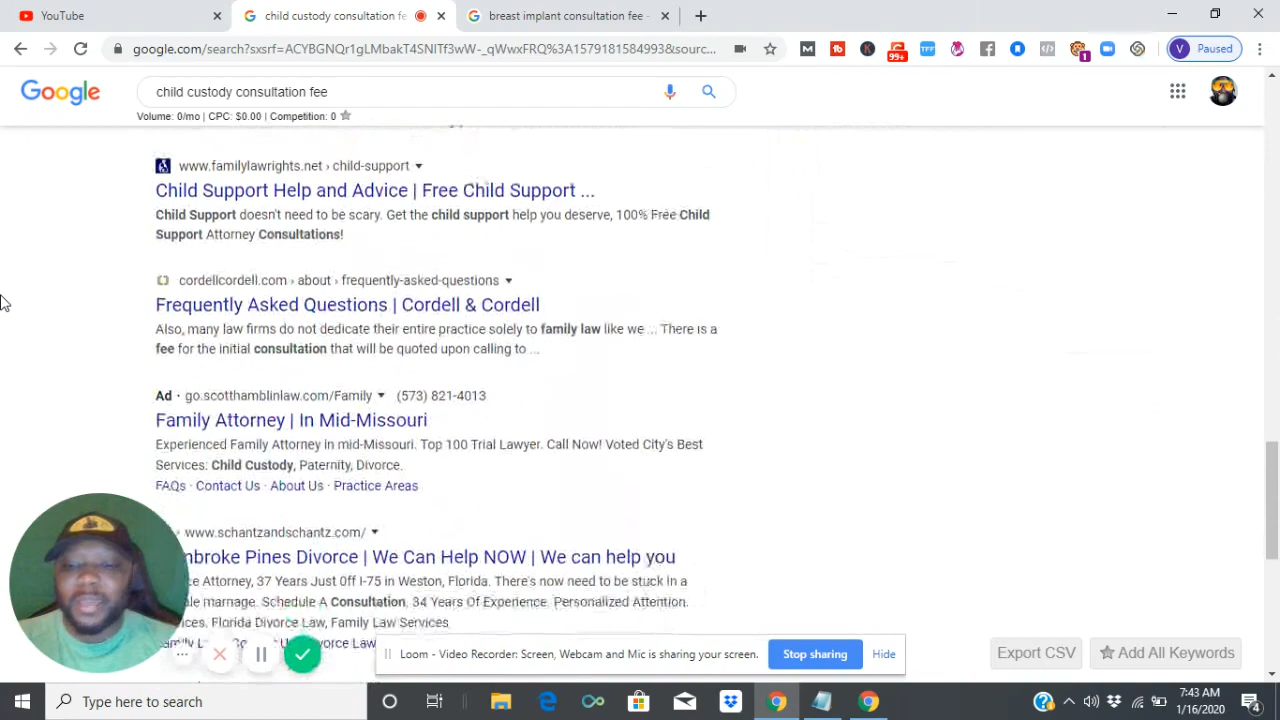 YouTube
child custody consultation fe
breast implant consultation fee -
google.com/search?sxsrf=ACYBGNQr1gLMbakT4SNITf3wW-_qWwxFRQ%3A1579181584993&sourc...
99+
TFF
1
V Paused
Google
child custody consultation fee
Volume: 0/mo | CPC: $0.00 | Competition: 0
www.familylawrights.net › child-support
Child Support Help and Advice | Free Child Support ...
Child Support doesn't need to be scary. Get the child support help you deserve, 100% Free Child
Support Attorney Consultations!
cordellcordell.com › about › frequently-asked-questions
Frequently Asked Questions | Cordell & Cordell
Also, many law firms do not dedicate their entire practice solely to family law like we ... There is a
fee for the initial consultation that will be quoted upon calling to ...
Ad · go.scotthamblinlaw.com/Family (573) 821-4013
Family Attorney | In Mid-Missouri
Experienced Family Attorney in mid-Missouri. Top 100 Trial Lawyer. Call Now! Voted City's Best
Services: Child Custody, Paternity, Divorce.
FAQs · Contact Us · About Us · Practice Areas
www.schantzandschantz.com/
mbroke Pines Divorce | We Can Help NOW | We can help you
ce Attorney, 37 Years Just 0ff I-75 in Weston, Florida. There's now need to be stuck in a
marriage. Schedule A Consultation, 34 Years Of Experience. Personalized Attention.
ces, Florida Divorce Law, Family Law Services
Loom - Video Recorder: Screen, Webcam and Mic is sharing your screen.
Stop sharing
Hide
Export CSV
Add All Keywords
Type here to search
7:43 AM
1/16/2020
4